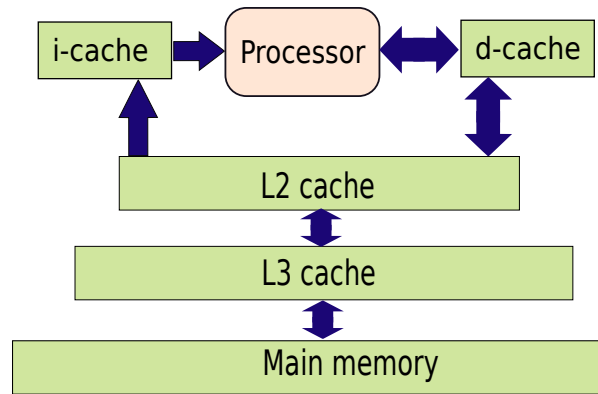 i-cache
Processor
d-cache
L2 cache
L3 cache
Main memory